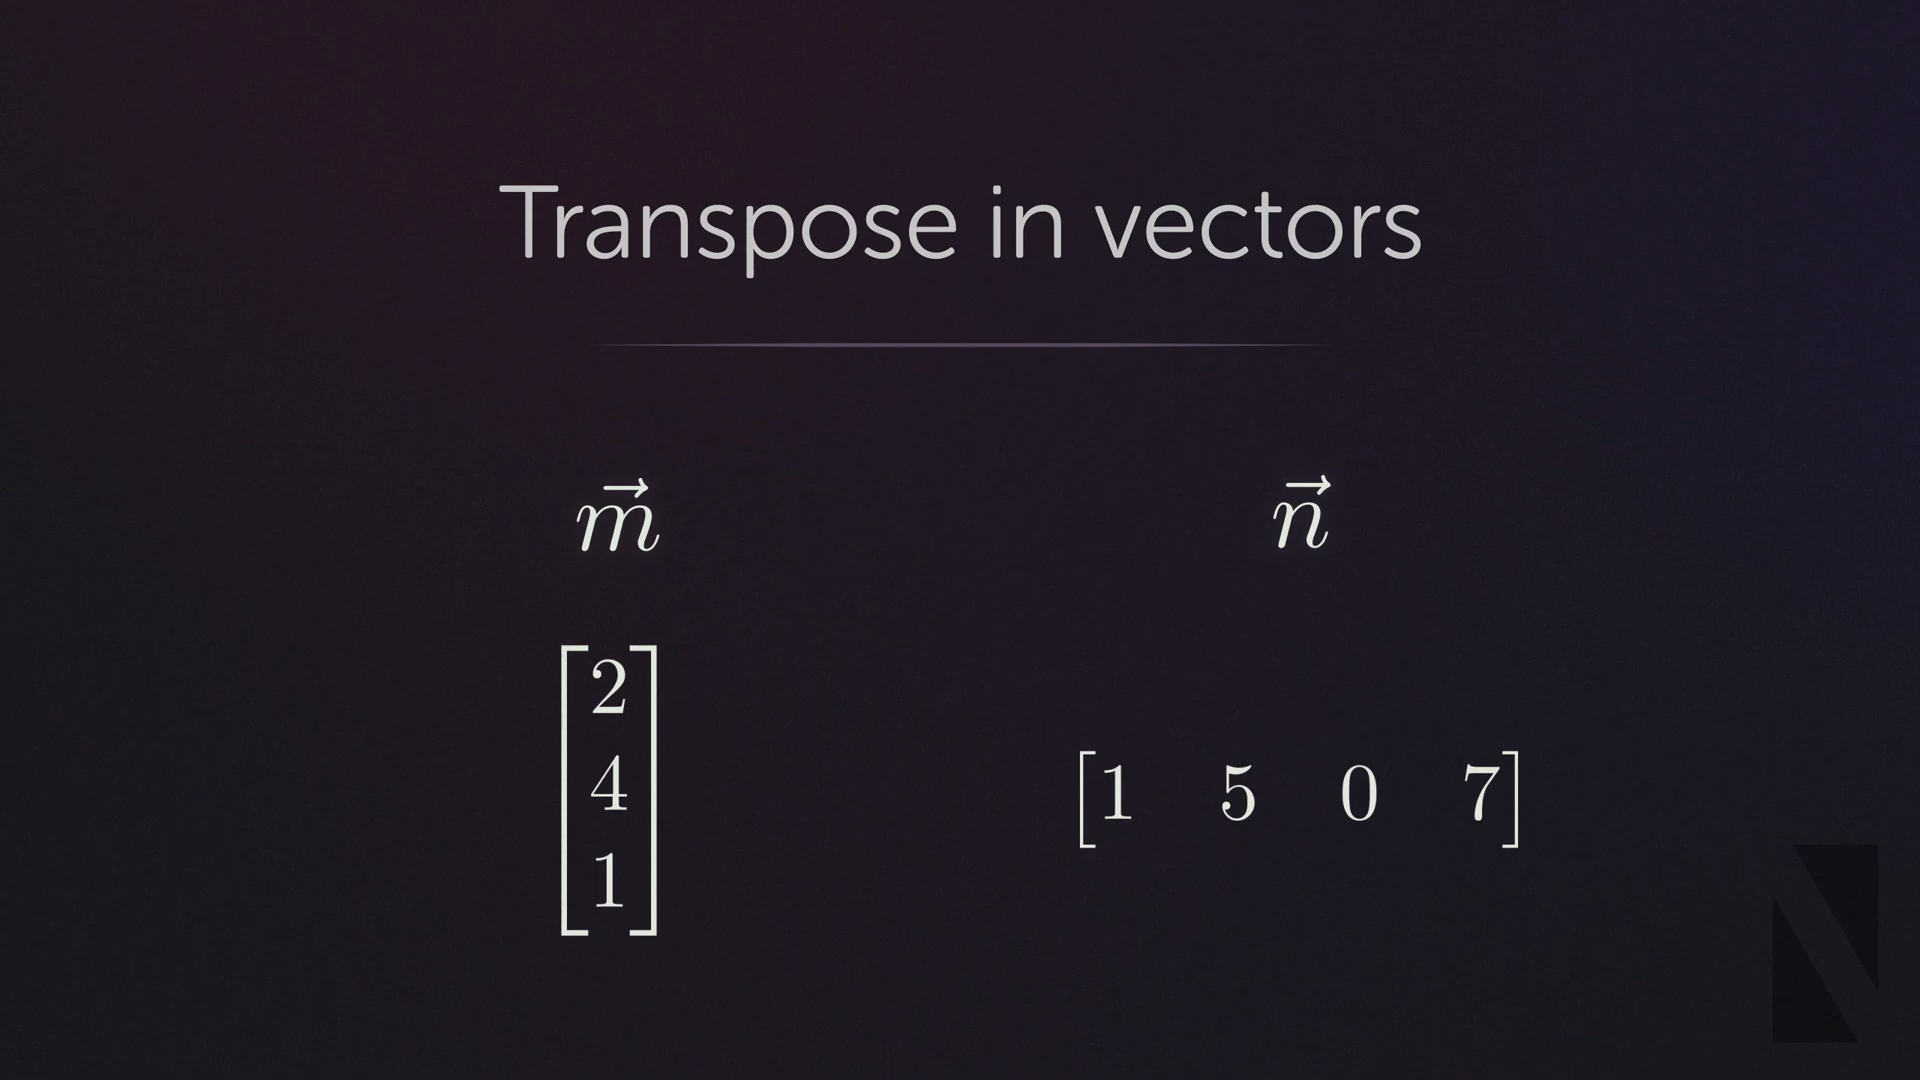 Transpose in vectors
m⃗ n⃗
2
4
1
[1 5 0 7]